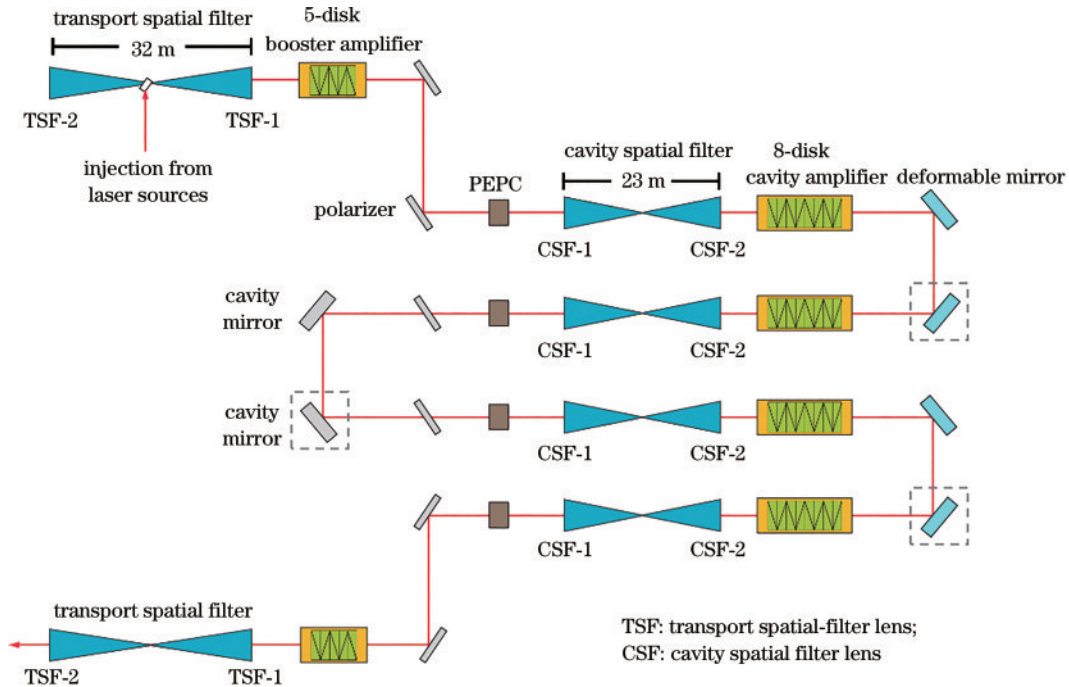 transport spatial filter
32 m
5-disk
booster amplifier
TSF-2
TSF-1
injection from
laser sources
polarizer
PEPC
cavity spatial filter
23 m
8-disk
cavity amplifier
deformable mirror
CSF-1
CSF-2
cavity
mirror
CSF-1
CSF-2
cavity
mirror
CSF-1
CSF-2
CSF-1
CSF-2
transport spatial filter
TSF-2
TSF-1
TSF: transport spatial-filter lens;
CSF: cavity spatial filter lens